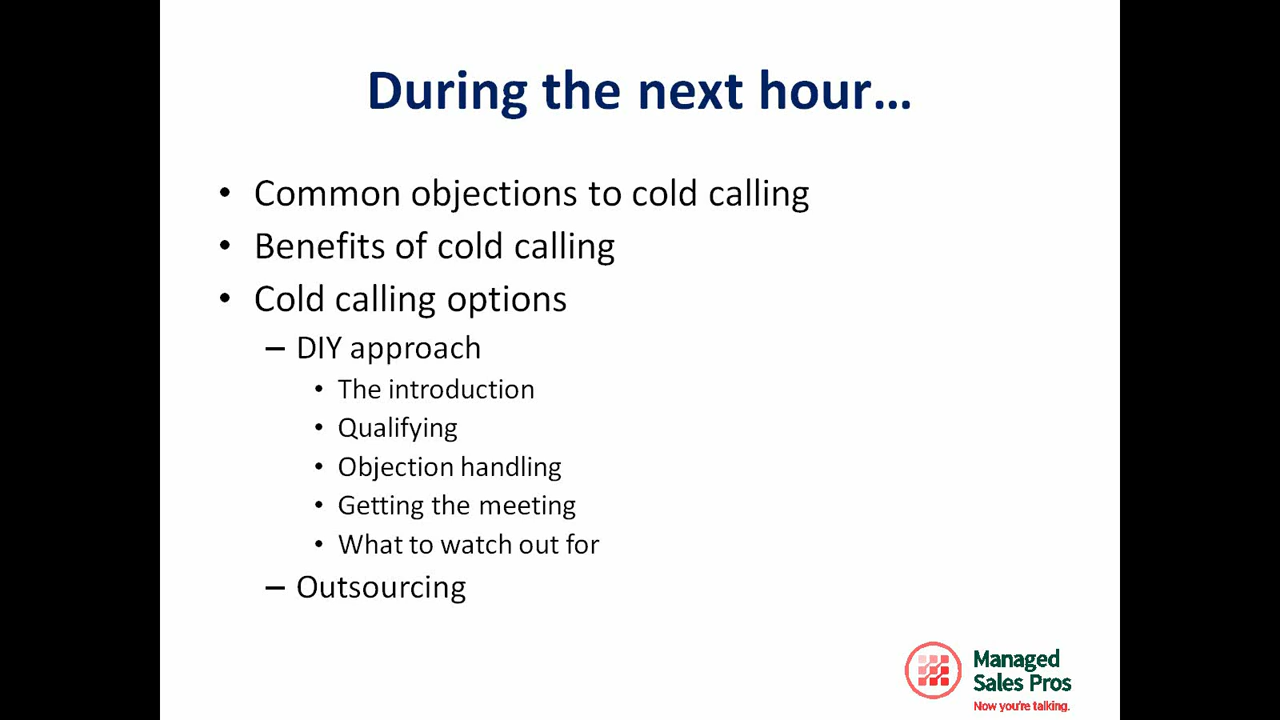 During the next hour…
• Common objections to cold calling
• Benefits of cold calling
• Cold calling options
– DIY approach
• The introduction
• Qualifying
• Objection handling
• Getting the meeting
• What to watch out for
– Outsourcing
Managed
Sales Pros
Now you're talking.